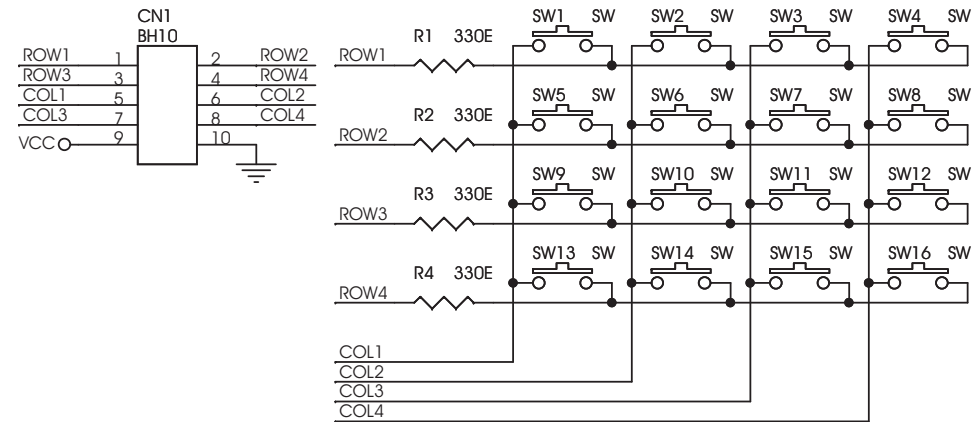 CN1
BH10
ROW1 1 2 ROW2
ROW3 3 4 ROW4
COL1 5 6 COL2
COL3 7 8 COL4
VCC 9 10
SW1 SW SW2 SW SW3 SW SW4 SW
R1 330E
ROW1
SW5 SW SW6 SW SW7 SW SW8 SW
R2 330E
ROW2
SW9 SW SW10 SW SW11 SW SW12 SW
R3 330E
ROW3
SW13 SW SW14 SW SW15 SW SW16 SW
R4 330E
ROW4
COL1
COL2
COL3
COL4